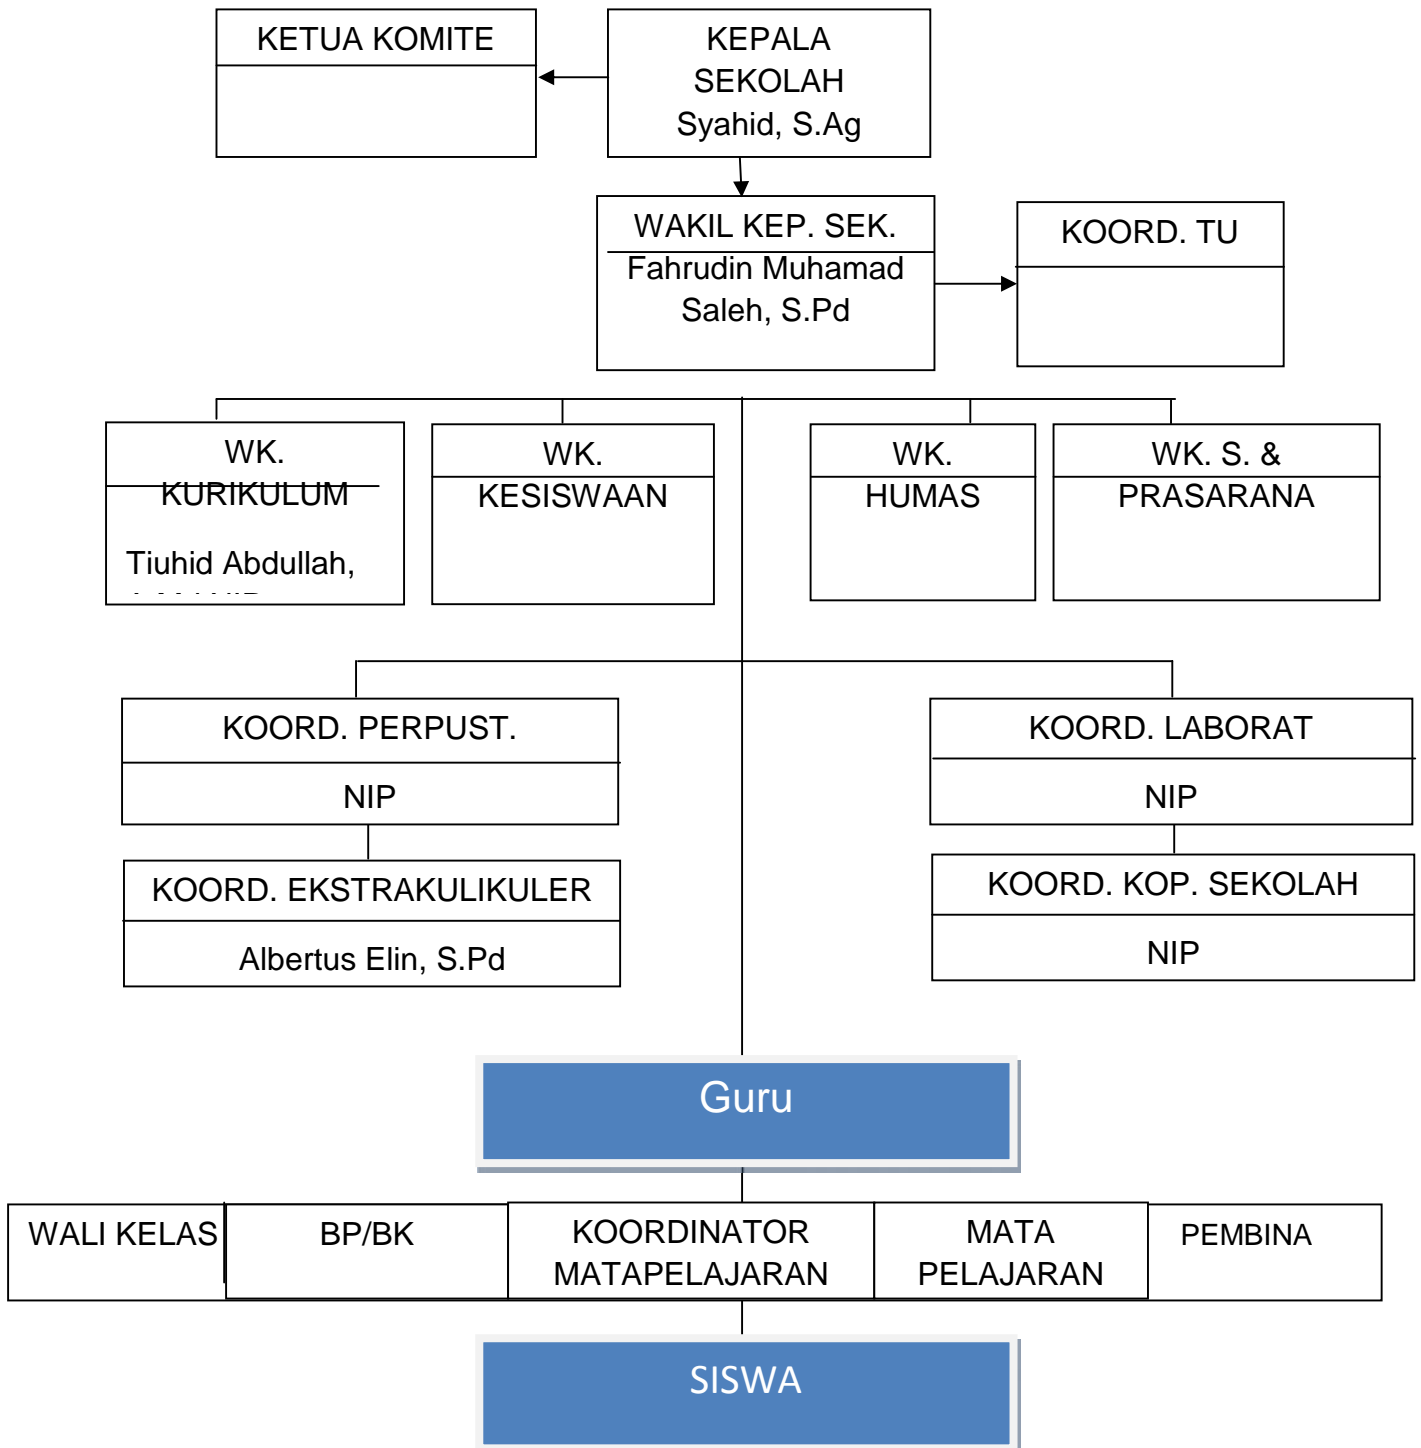 KETUA KOMITE
KEPALA
SEKOLAH
Syahid, S.Ag
WAKIL KEP. SEK.
Fahrudin Muhamad
Saleh, S.Pd
KOORD. TU
WK.
KURIKULUM
Tiuhid Abdullah,
WK.
KESISWAAN
WK.
HUMAS
WK. S. &
PRASARANA
KOORD. PERPUST.
NIP
KOORD. LABORAT
NIP
KOORD. EKSTRAKULIKULER
Albertus Elin, S.Pd
KOORD. KOP. SEKOLAH
NIP
Guru
WALI KELAS
BP/BK
KOORDINATOR
MATAPELAJARAN
MATA
PELAJARAN
PEMBINA
SISWA